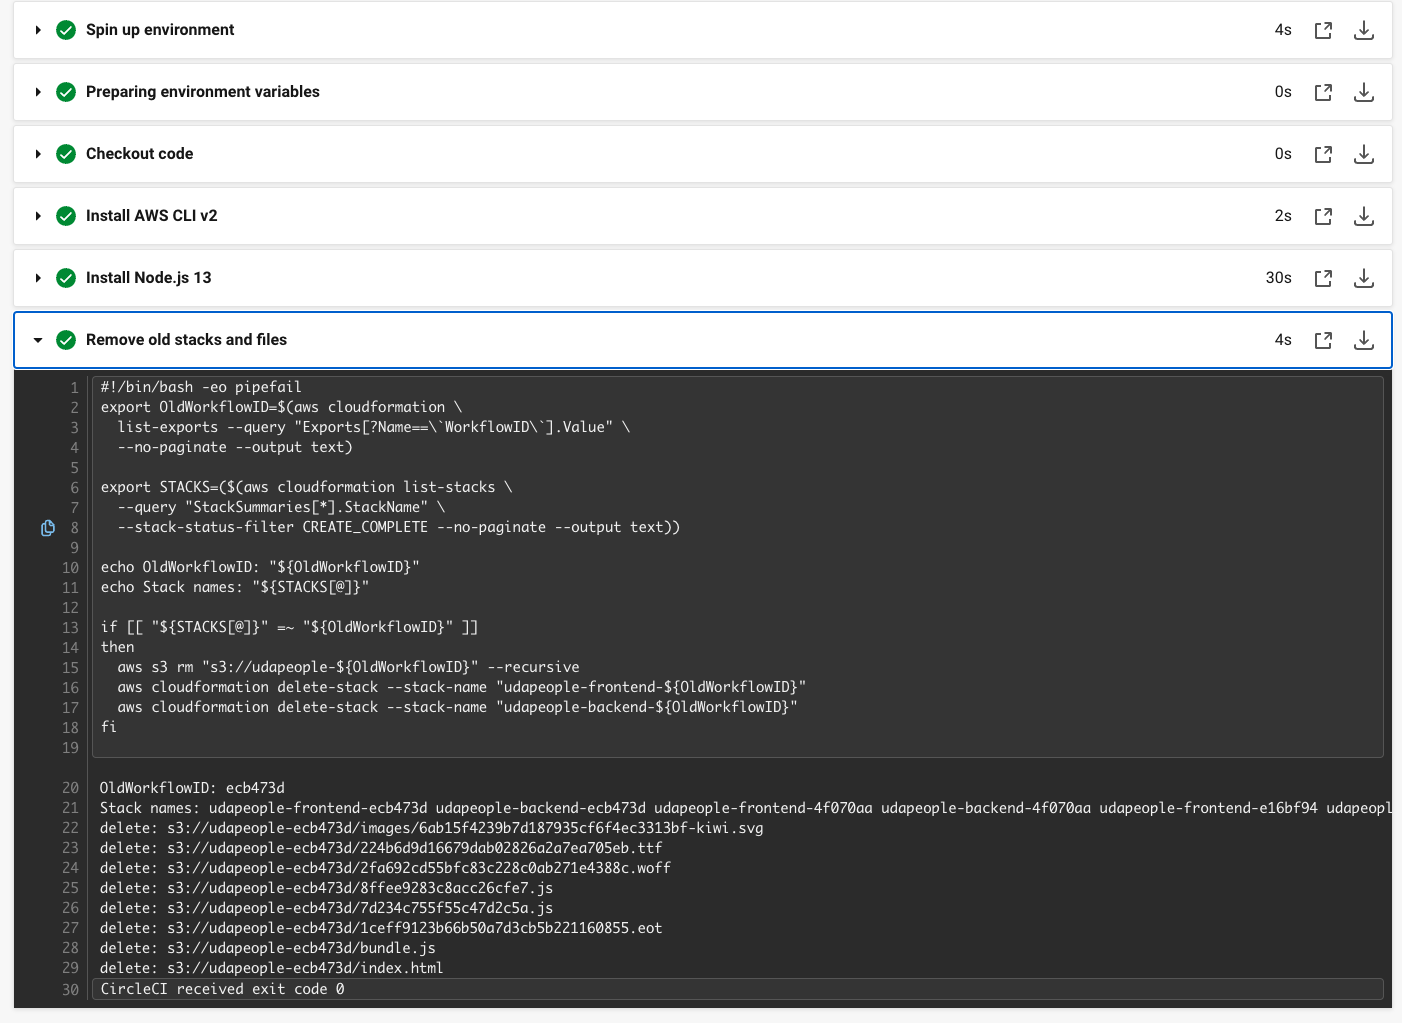 Spin up environment 4s
Preparing environment variables 0s
Checkout code 0s
Install AWS CLI v2 2s
Install Node.js 13 30s
Remove old stacks and files 4s
1 #!/bin/bash -eo pipefail
2 export OldWorkflowID=$(aws cloudformation \
3   list-exports --query "Exports[?Name==\`WorkflowID\`].Value" \
4   --no-paginate --output text)
5
6 export STACKS=($(aws cloudformation list-stacks \
7   --query "StackSummaries[*].StackName" \
8   --stack-status-filter CREATE_COMPLETE --no-paginate --output text))
9
10 echo OldWorkflowID: "${OldWorkflowID}"
11 echo Stack names: "${STACKS[@]}"
12
13 if [[ "${STACKS[@]}" =~ "${OldWorkflowID}" ]]
14 then
15   aws s3 rm "s3://udapeople-${OldWorkflowID}" --recursive
16   aws cloudformation delete-stack --stack-name "udapeople-frontend-${OldWorkflowID}"
17   aws cloudformation delete-stack --stack-name "udapeople-backend-${OldWorkflowID}"
18 fi
19
20 OldWorkflowID: ecb473d
21 Stack names: udapeople-frontend-ecb473d udapeople-backend-ecb473d udapeople-frontend-4f070aa udapeople-backend-4f070aa udapeople-frontend-e16bf94 udapeopl
22 delete: s3://udapeople-ecb473d/images/6ab15f4239b7d187935cf6f4ec3313bf-kiwi.svg
23 delete: s3://udapeople-ecb473d/224b6d9d16679dab02826a2a7ea705eb.ttf
24 delete: s3://udapeople-ecb473d/2fa692cd55bfc83c228c0ab271e4388c.woff
25 delete: s3://udapeople-ecb473d/8ffee9283c8acc26cfe7.js
26 delete: s3://udapeople-ecb473d/7d234c755f55c47d2c5a.js
27 delete: s3://udapeople-ecb473d/1ceff9123b66b50a7d3cb5b221160855.eot
28 delete: s3://udapeople-ecb473d/bundle.js
29 delete: s3://udapeople-ecb473d/index.html
30 CircleCI received exit code 0